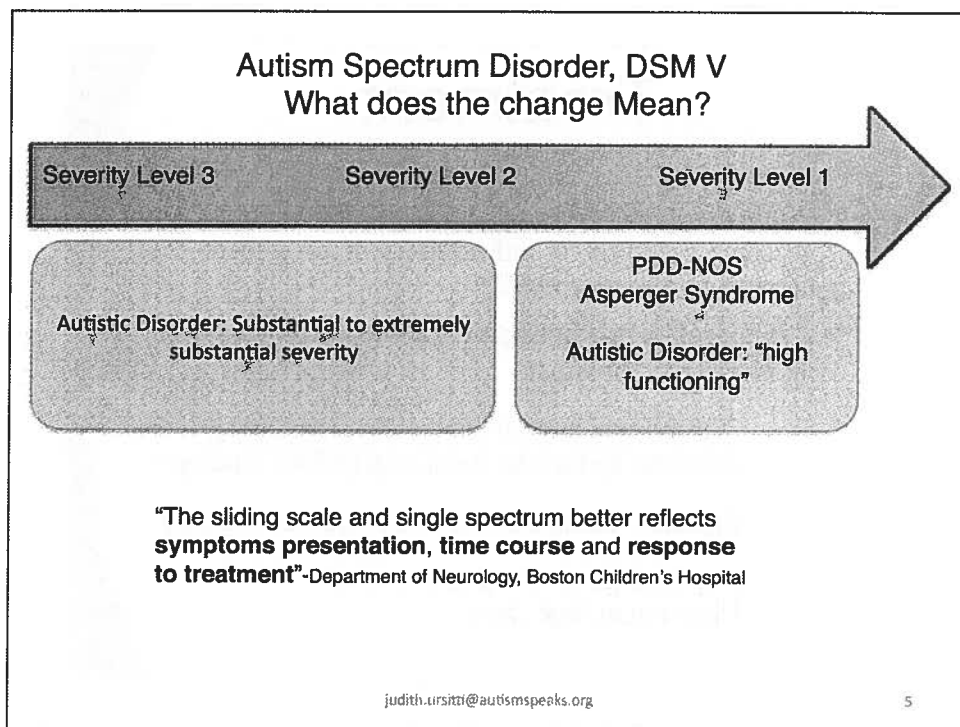 Autism Spectrum Disorder, DSM V
What does the change Mean?
Severity Level 3 Severity Level 2 Severity Level 1
Autistic Disorder: Substantial to extremely
substantial severity
PDD-NOS
Asperger Syndrome
Autistic Disorder: “high
functioning”
“The sliding scale and single spectrum better reflects
symptoms presentation, time course and response
to treatment”-Department of Neurology, Boston Children’s Hospital
judith.ursitti@autismspeaks.org
5